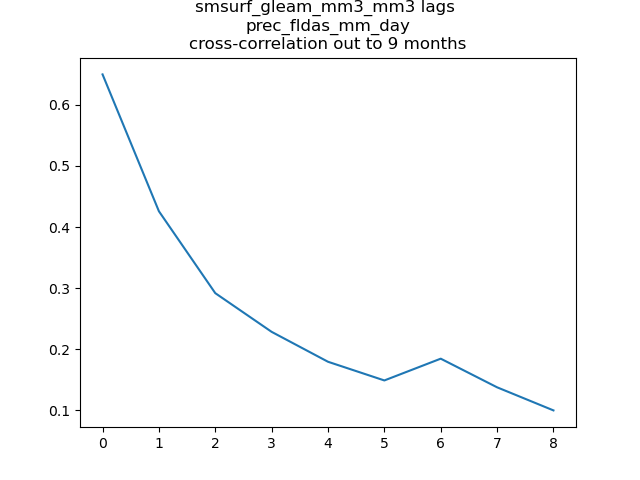 smsurf_gleam_mm3_mm3 lags
prec_fldas_mm_day
cross-correlation out to 9 months
0.6
0.5
0.4
0.3
0.2
0.1
0 1 2 3 4 5 6 7 8